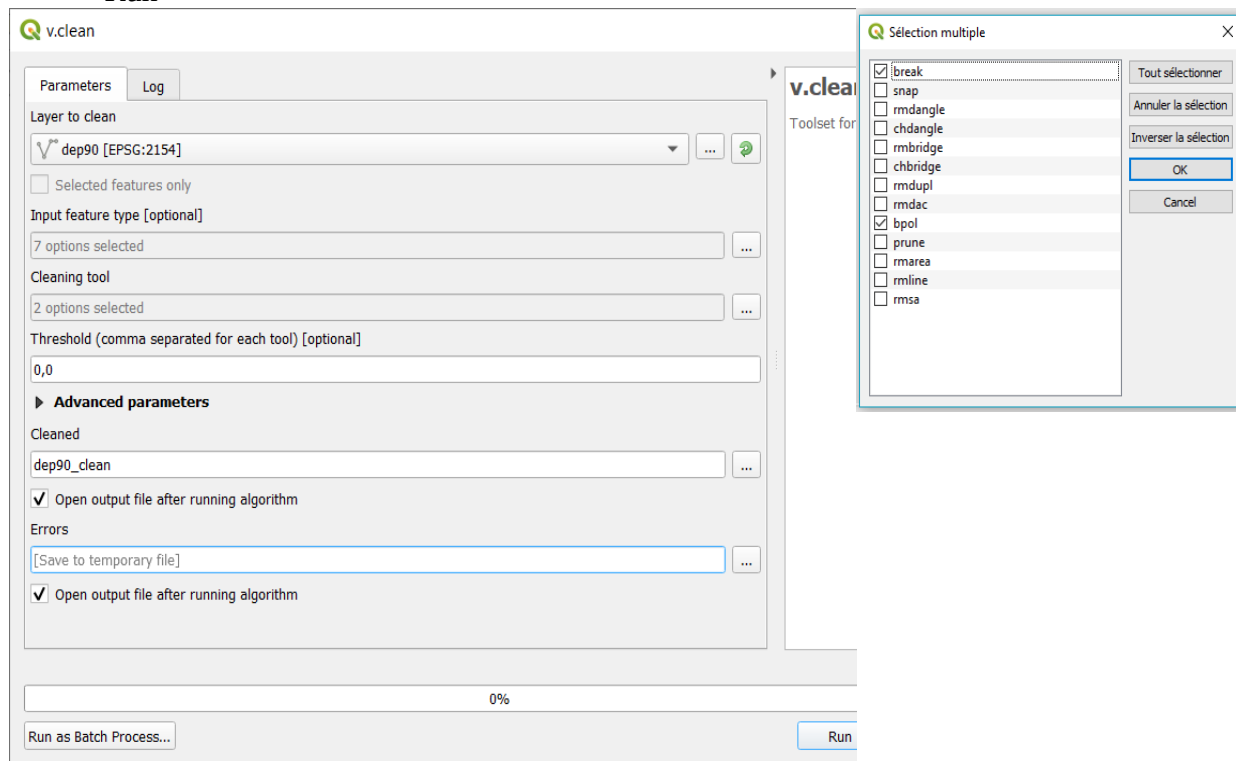 v.clean
Parameters
Log
Layer to clean
dep90 [EPSG:2154]
...
Selected features only
Input feature type [optional]
7 options selected
...
Cleaning tool
2 options selected
...
Threshold (comma separated for each tool) [optional]
0,0
Advanced parameters
Cleaned
dep90_clean
...
Open output file after running algorithm
Errors
[Save to temporary file]
...
Open output file after running algorithm
0%
Run as Batch Process...
Run
v.clea
Toolset for
Sélection multiple
break
snap
rmdangle
chdangle
rmbridge
chbridge
rmdupl
rmdac
bpol
prune
rmarea
rmline
rmsa
Tout sélectionner
Annuler la sélection
Inverser la sélection
OK
Cancel